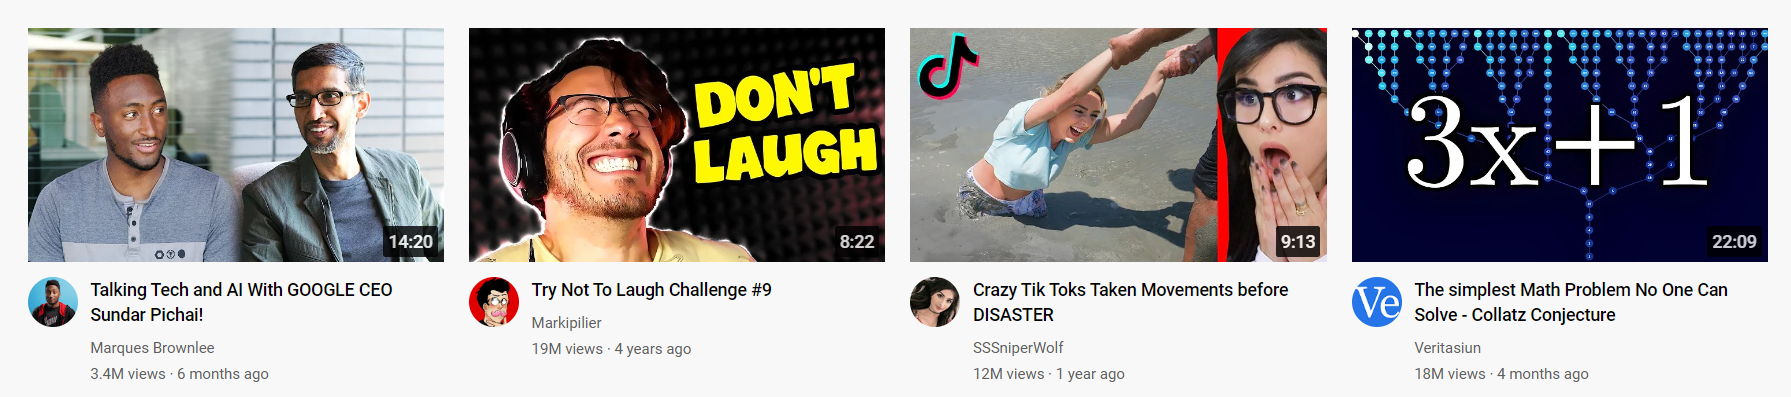 14:20
Talking Tech and AI With GOOGLE CEO
Sundar Pichai!
Marques Brownlee
3.4M views · 6 months ago
DON'T
LAUGH
8:22
Try Not To Laugh Challenge #9
Markipilier
19M views · 4 years ago
9:13
Crazy Tik Toks Taken Movements before
DISASTER
SSSniperWolf
12M views · 1 year ago
3x+1
22:09
Ve
The simplest Math Problem No One Can
Solve - Collatz Conjecture
Veritasiun
18M views · 4 months ago